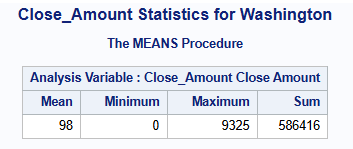 Close_Amount Statistics for Washington
The MEANS Procedure
Analysis Variable : Close_Amount Close Amount
Mean Minimum Maximum Sum
98 0 9325 586416